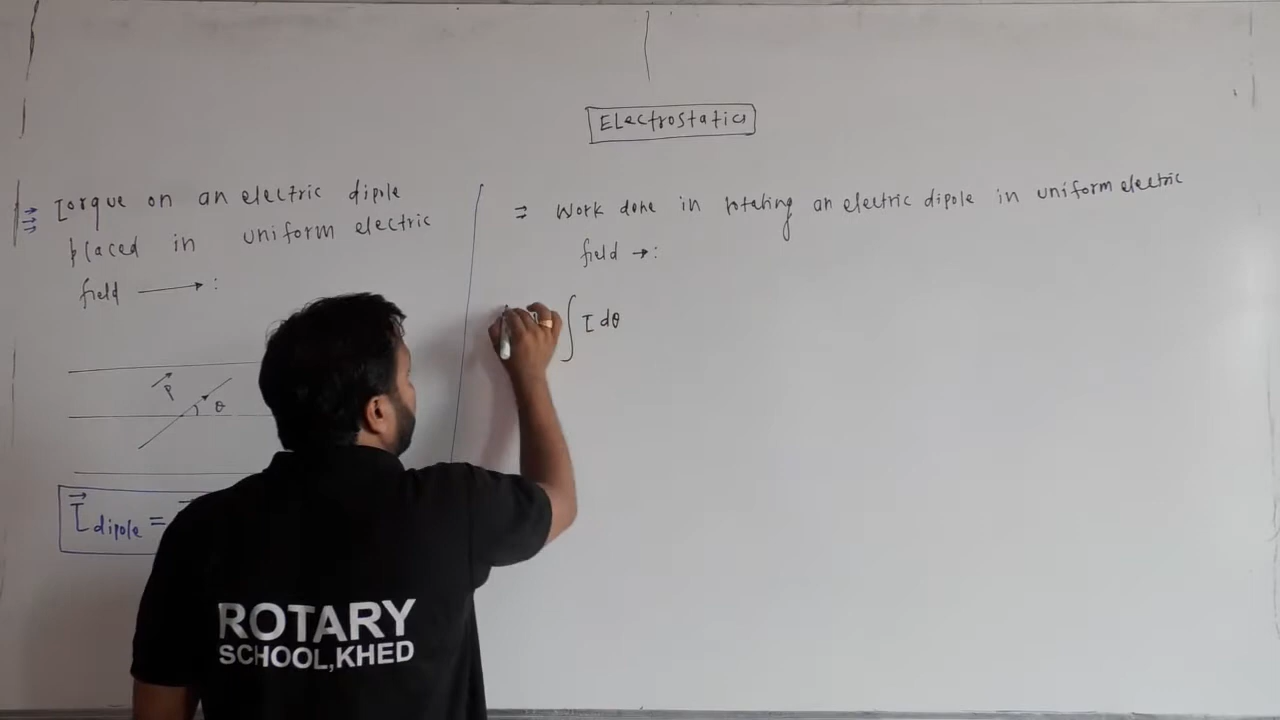 Electrostatics
⇒ Torque on an electric dipole
placed in uniform electric
field ⟶ :
P
θ
τ⃗ dipole =
⇒ Work done in rotating an electric dipole in uniform electric
field → :
∫ τ dθ
ROTARY
SCHOOL,KHED